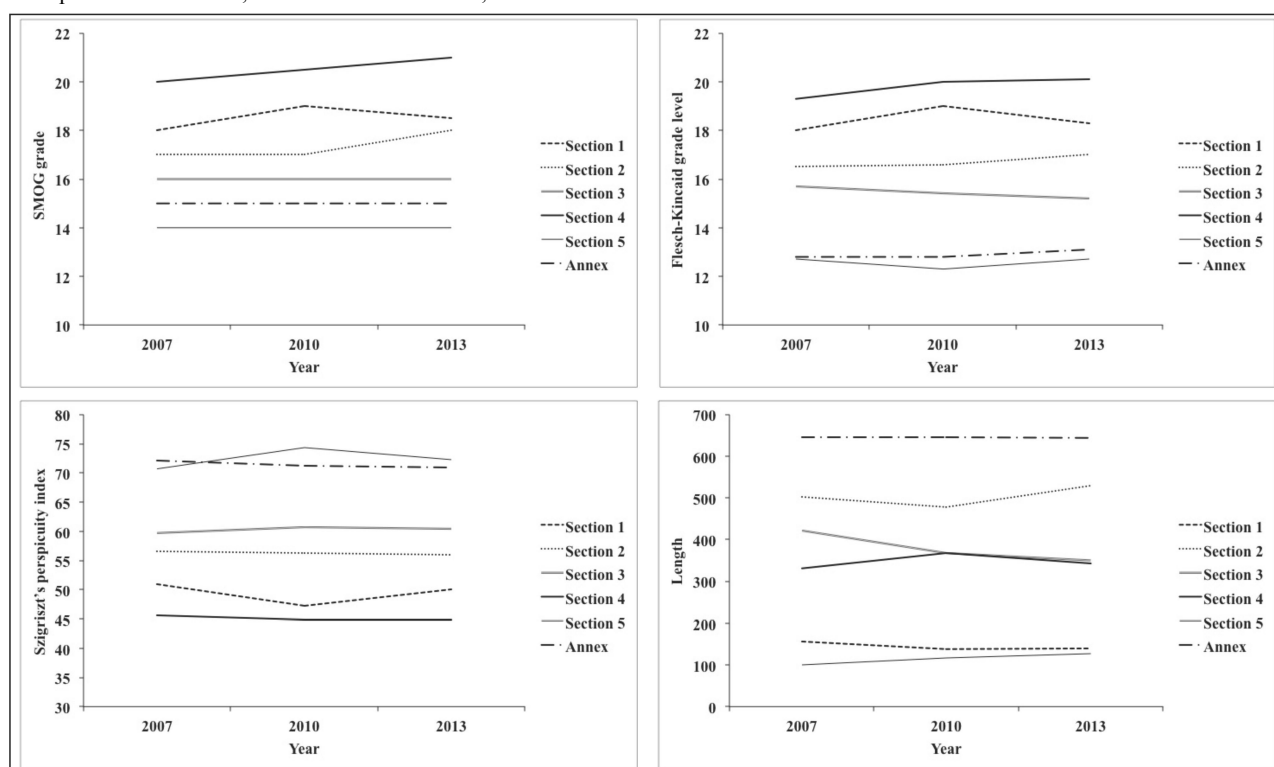 22
20
18
16
14
12
10
SMOG grade
2007
2010
2013
Year
Section 1
Section 2
Section 3
Section 4
Section 5
Annex
22
20
18
16
14
12
10
Flesch-Kincaid grade level
2007
2010
2013
Year
Section 1
Section 2
Section 3
Section 4
Section 5
Annex
80
75
70
65
60
55
50
45
40
35
30
Szigriszt's perspicuity index
2007
2010
2013
Year
Section 1
Section 2
Section 3
Section 4
Section 5
Annex
700
600
500
400
300
200
100
0
Length
2007
2010
2013
Year
Section 1
Section 2
Section 3
Section 4
Section 5
Annex